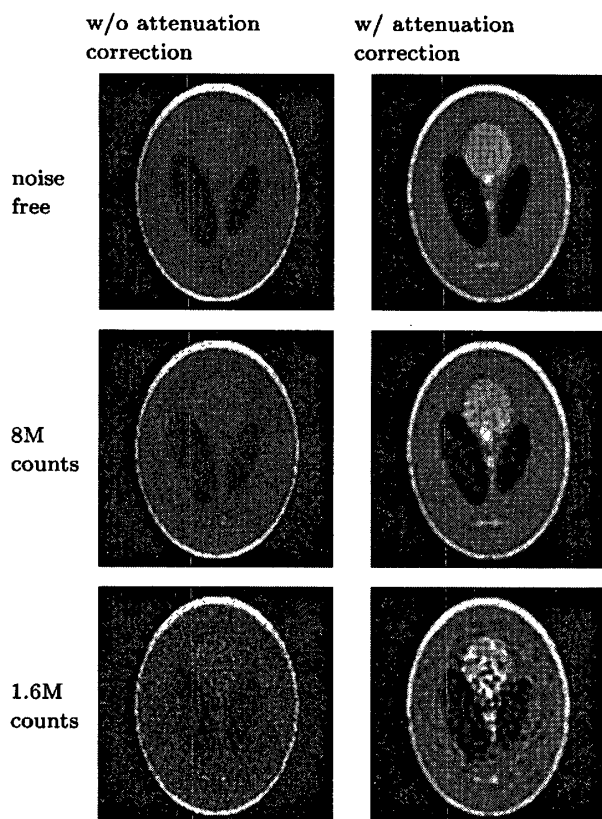 w/o attenuation
correction
w/ attenuation
correction
noise
free
8M
counts
1.6M
counts